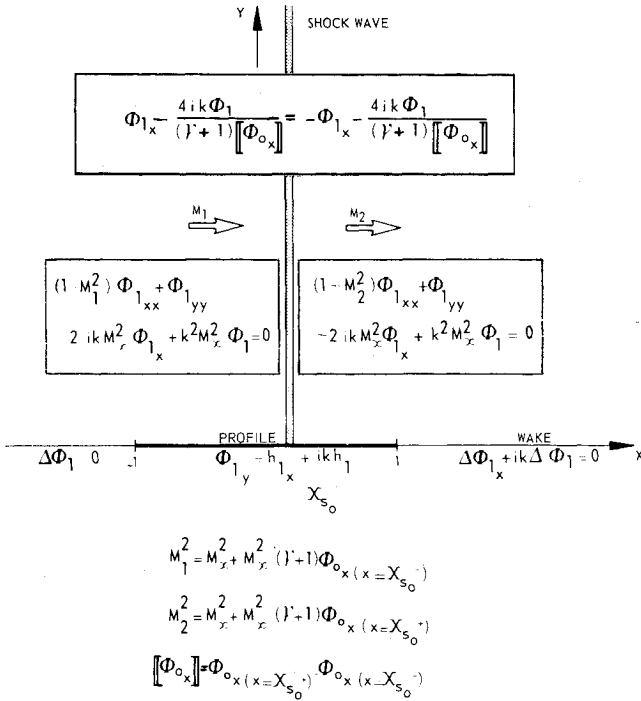 Y
SHOCK WAVE
Φ₁ₓ − 4ikΦ₁ / (γ + 1)⟦Φ₀ₓ⟧ = −Φ₁ₓ − 4ikΦ₁ / (γ + 1)⟦Φ₀ₓ⟧
M₁ M₂
(1 M₁²) Φ₁ₓₓ + Φ₁yy
2 ikM∞² Φ₁ₓ + k²M∞² Φ₁ = 0
(1 − M₂²) Φ₁ₓₓ + Φ₁yy
−2 ikM∞² Φ₁ₓ + k²M∞² Φ₁ = 0
PROFILE WAKE x
ΔΦ₁ 0 -1 Φ₁y = h₁ₓ + ikh₁ 1 ΔΦ₁ₓ + ikΔΦ₁ = 0
Xs₀
M₁² = M∞² + M∞² (γ+1)Φ₀ₓ (x = Xs₀⁻)
M₂² = M∞² + M∞² (γ+1)Φ₀ₓ (x = Xs₀⁺)
⟦Φ₀ₓ⟧ = Φ₀ₓ (x = Xs₀⁺) Φ₀ₓ (x = Xs₀⁻)